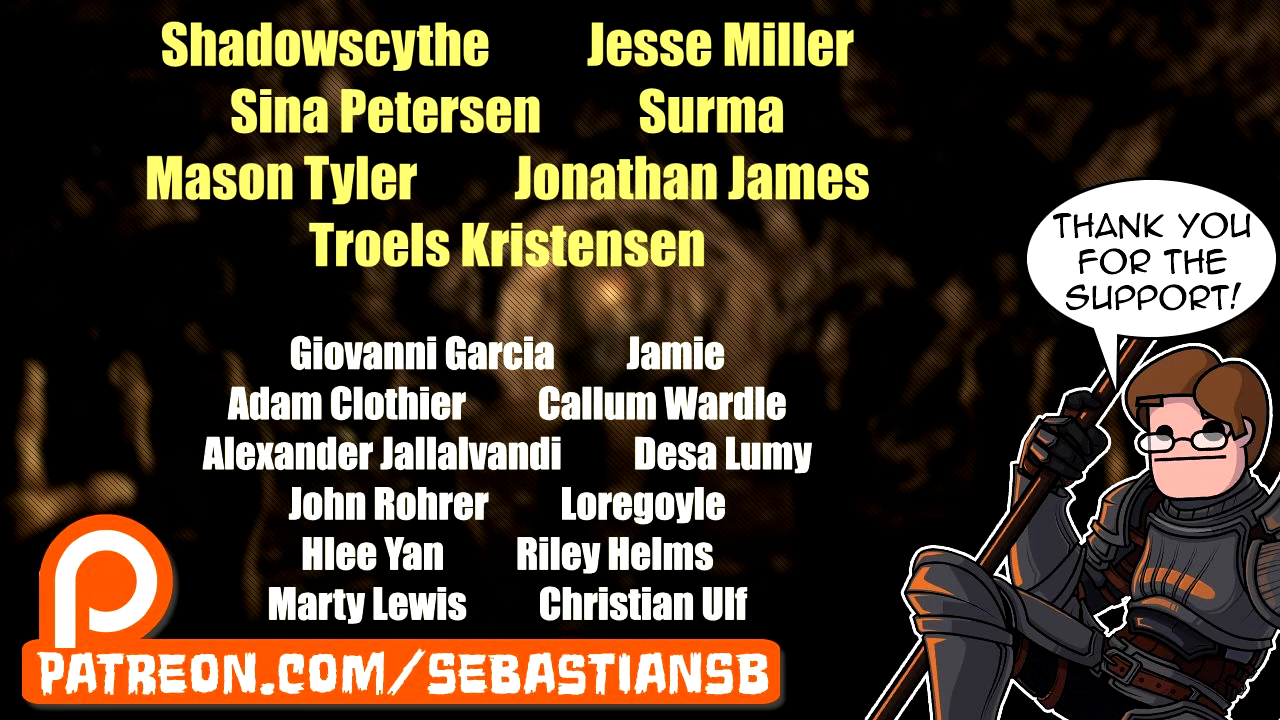 Shadowscythe Jesse Miller
Sina Petersen Surma
Mason Tyler Jonathan James
Troels Kristensen
THANK YOU
FOR THE
SUPPORT!
Giovanni Garcia Jamie
Adam Clothier Callum Wardle
Alexander Jallalvandi Desa Lumy
John Rohrer Loregoyle
Hlee Yan Riley Helms
Marty Lewis Christian Ulf
PATREON.COM/SEBASTIANSB